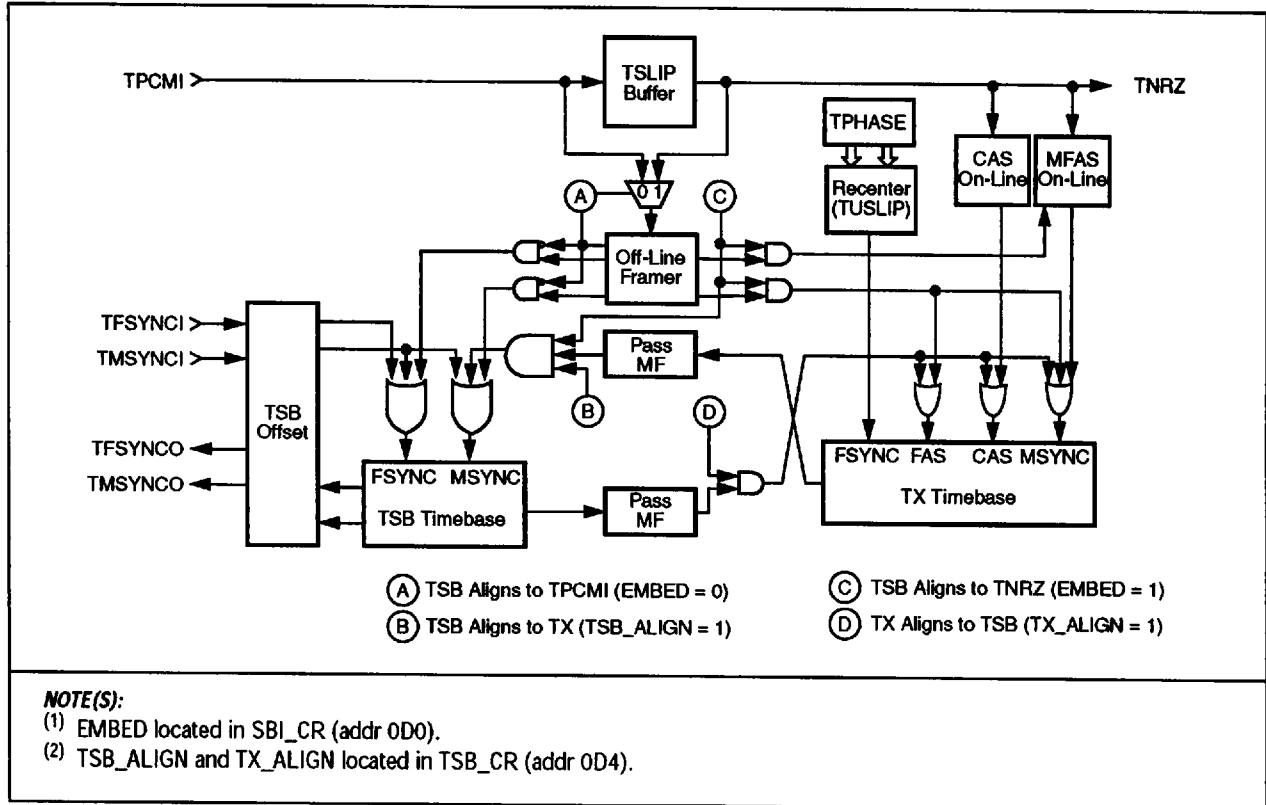 TPCMI
TSLIP
Buffer
TNRZ
TPHASE
CAS
On-Line
MFAS
On-Line
0 1
Recenter
(TUSLIP)
A
C
Off-Line
Framer
TFSYNCI
TMSYNCI
Pass
MF
B
D
TSB
Offset
TFSYNCO
TMSYNCO
FSYNC MSYNC
TSB Timebase
Pass
MF
FSYNC FAS CAS MSYNC
TX Timebase
A TSB Aligns to TPCMI (EMBED = 0)
C TSB Aligns to TNRZ (EMBED = 1)
B TSB Aligns to TX (TSB_ALIGN = 1)
D TX Aligns to TSB (TX_ALIGN = 1)
NOTE(S):
(1) EMBED located in SBI_CR (addr 0D0).
(2) TSB_ALIGN and TX_ALIGN located in TSB_CR (addr 0D4).